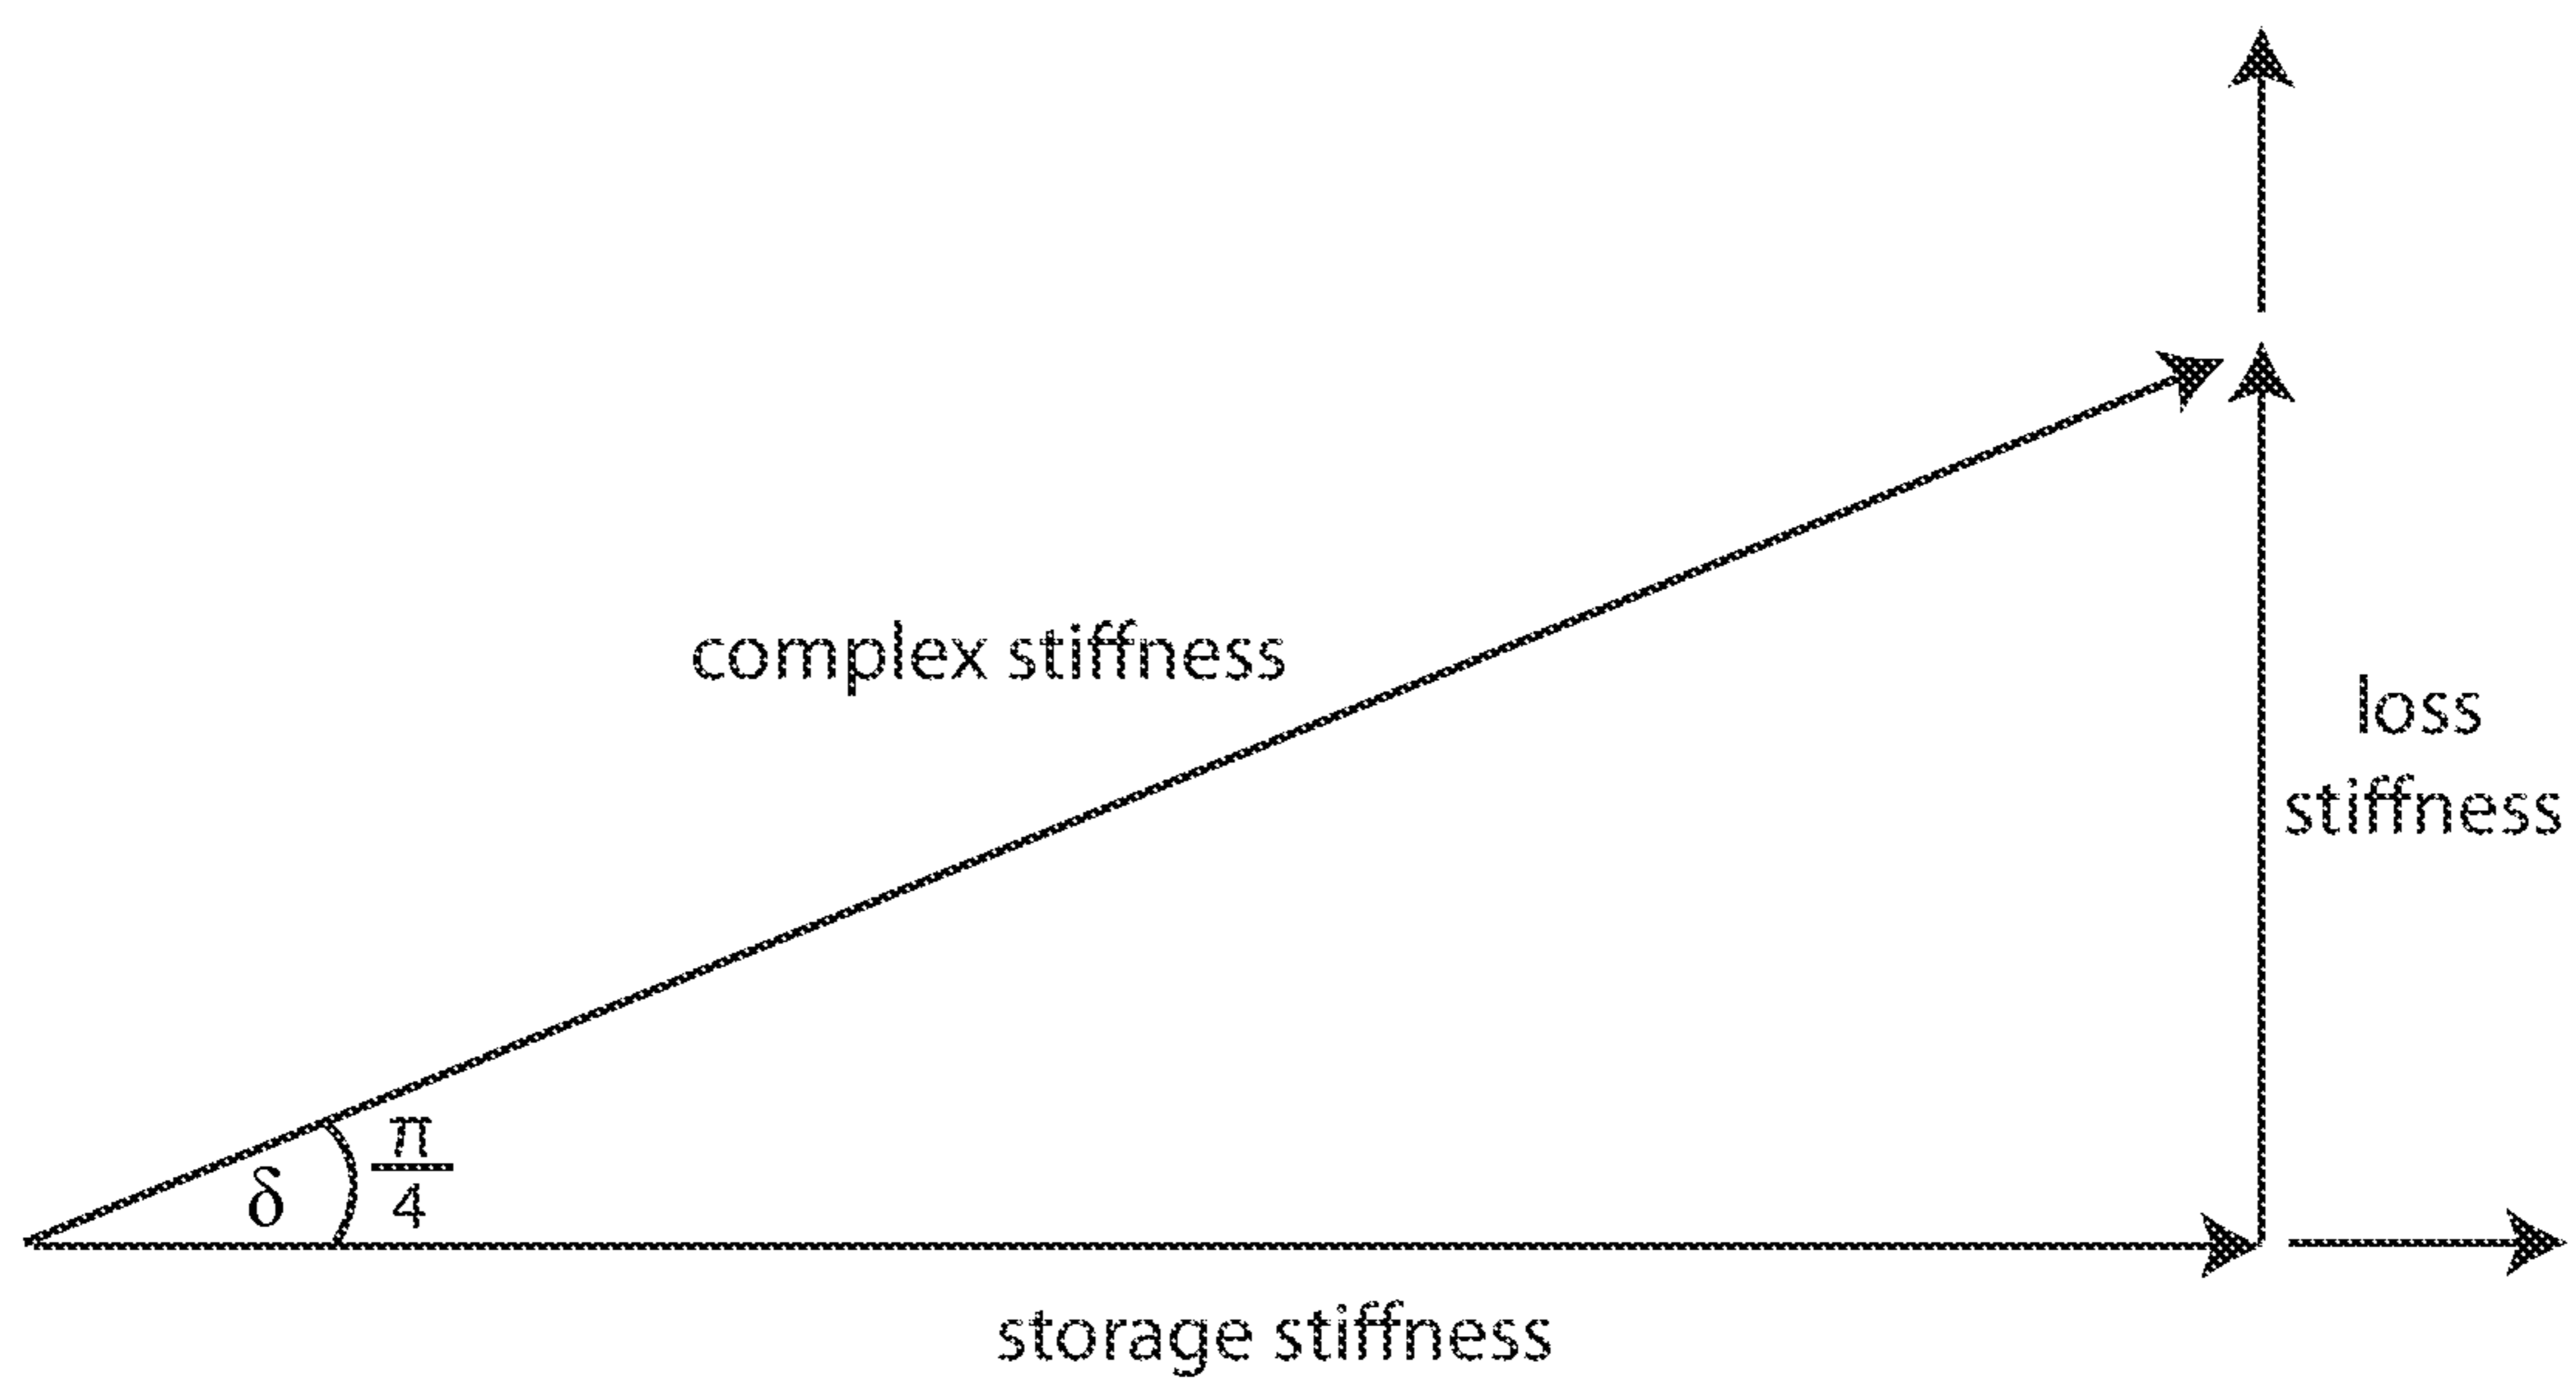 complex stiffness
loss
stiffness
π
4
δ
storage stiffness